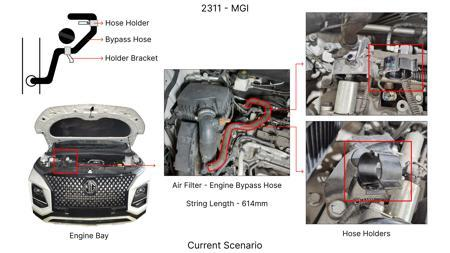 2311 - MGI
Hose Holder
Bypass Hose
Holder Bracket
Air Filter - Engine Bypass Hose
String Length - 614mm
Engine Bay
Hose Holders
Current Scenario